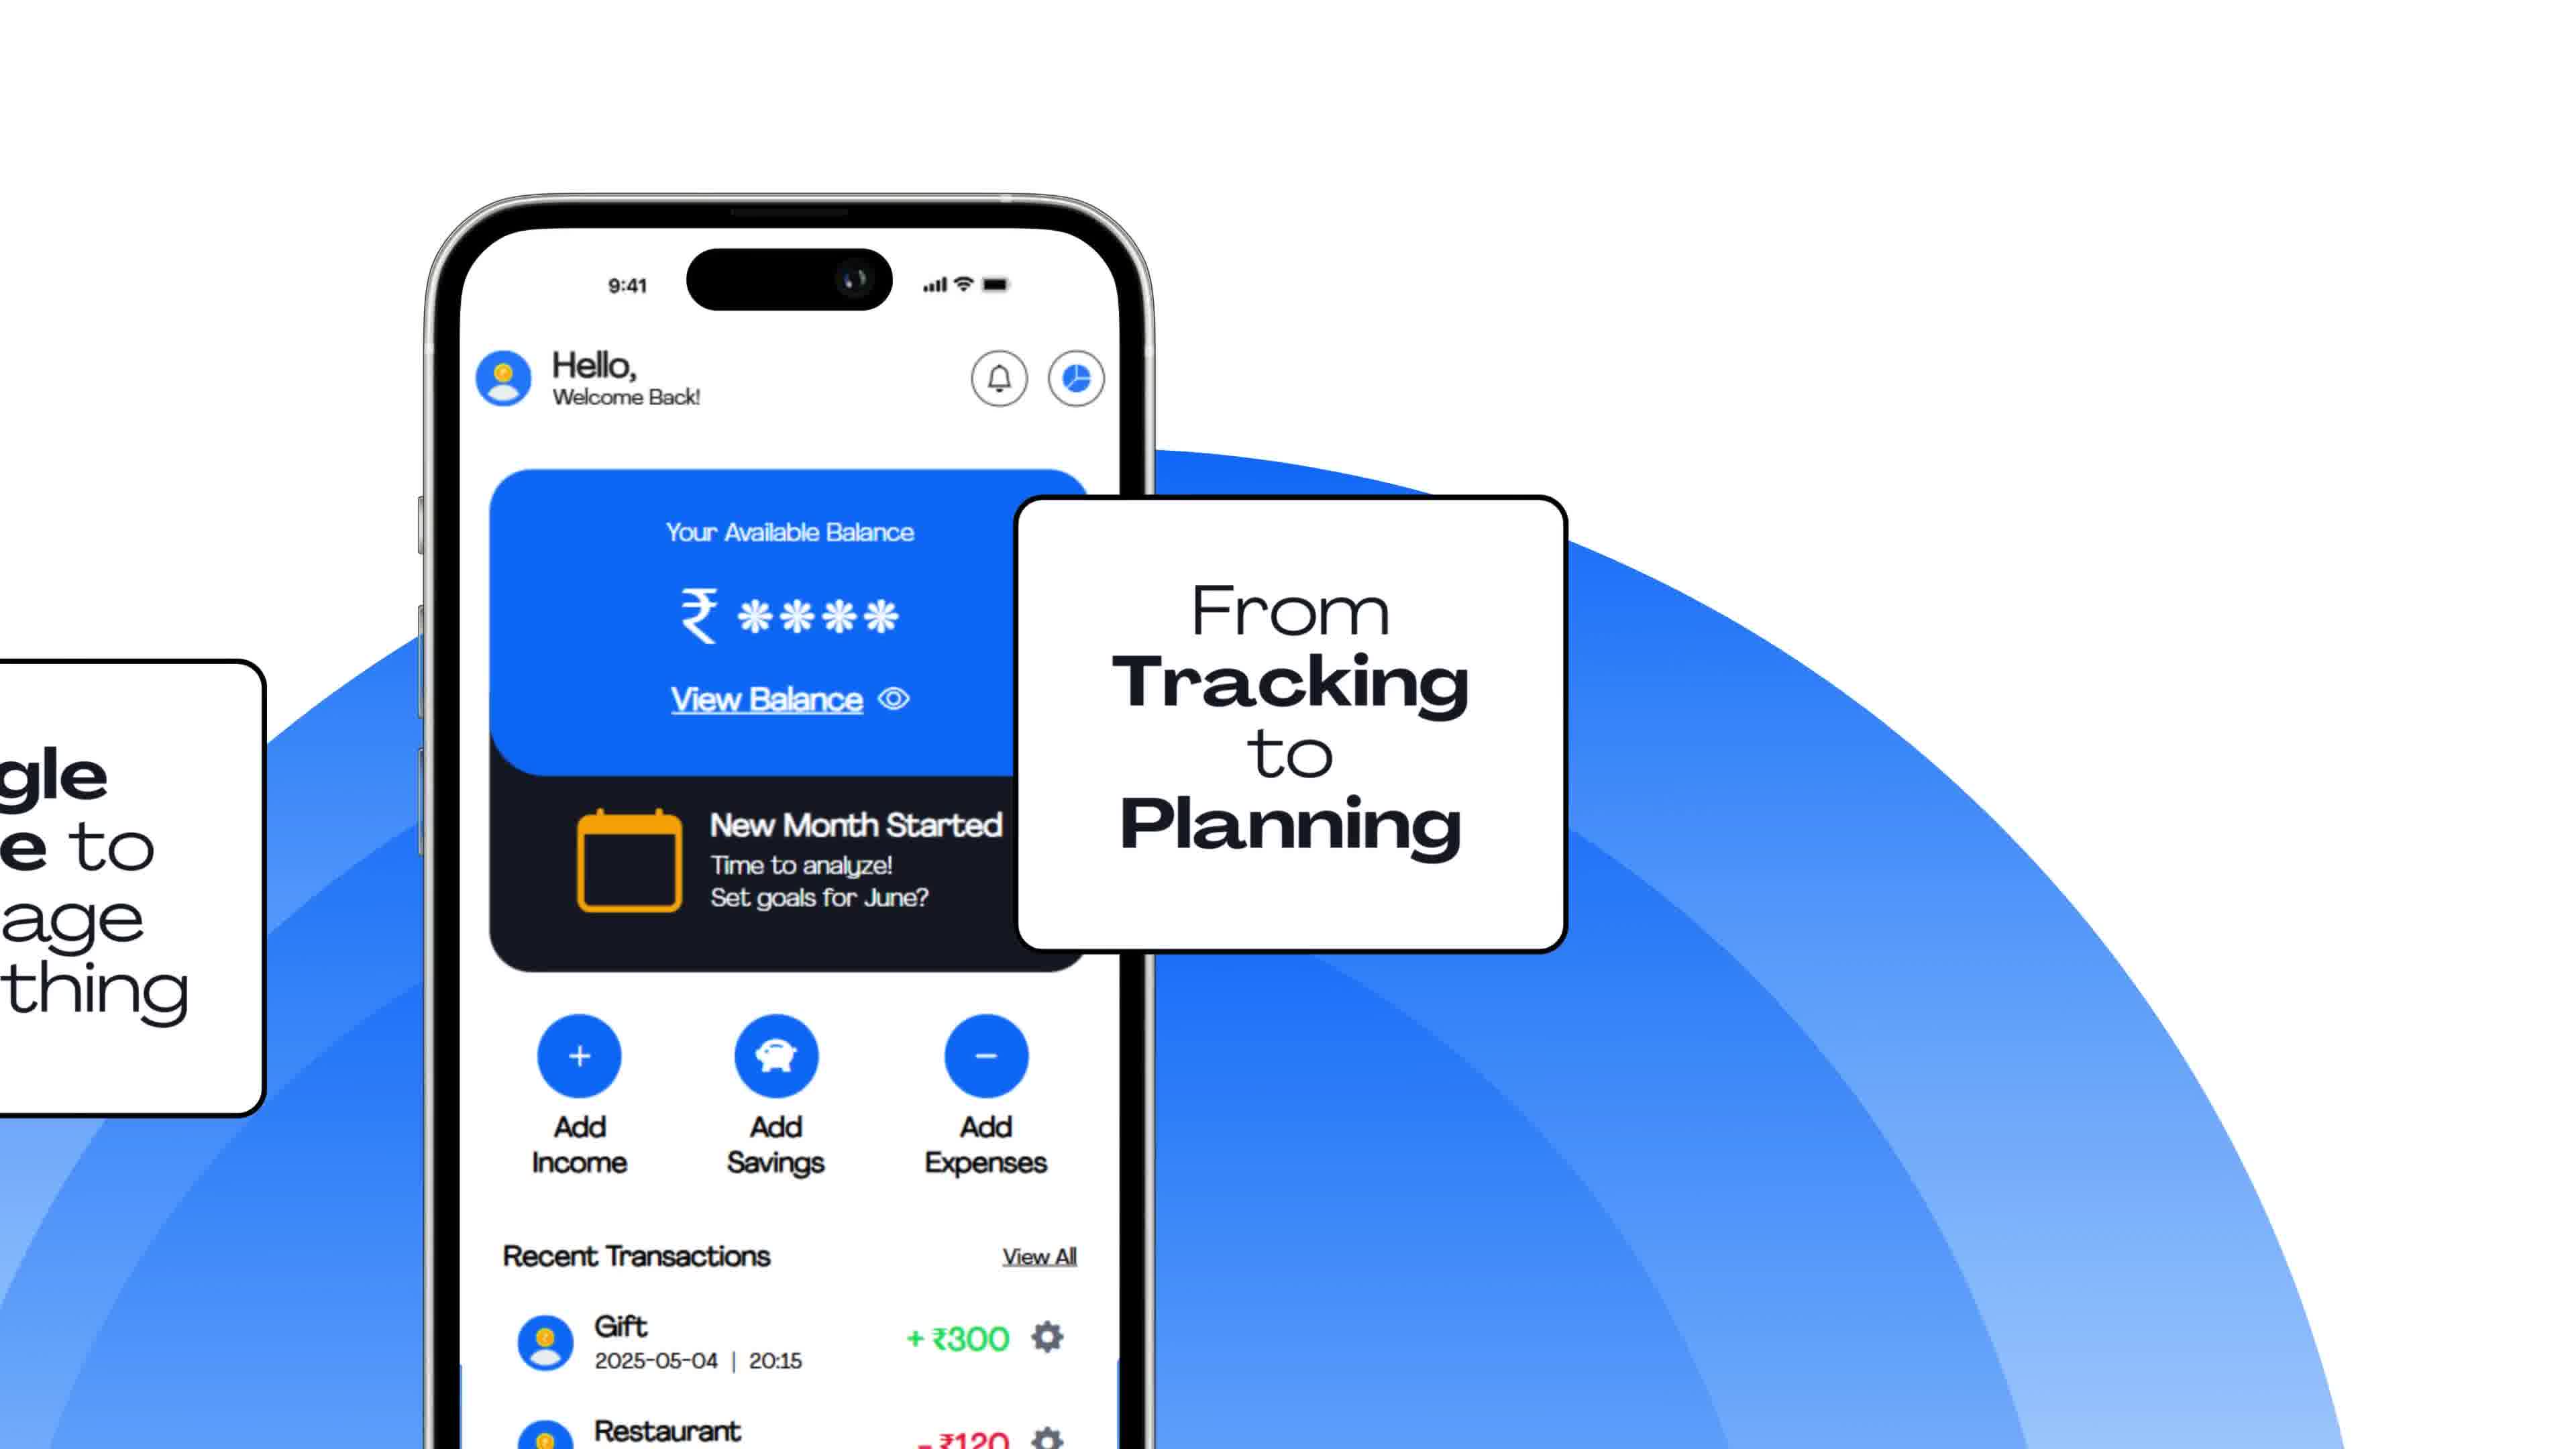 9:41
Hello,
Welcome Back!
Your Available Balance
₹ ****
View Balance
New Month Started
Time to analyze!
Set goals for June?
From
Tracking
to
Planning
gle
e to
age
thing
Add
Income
Add
Savings
Add
Expenses
Recent Transactions
View All
Gift
2025-05-04 | 20:15
+ ₹300
Restaurant
- ₹120